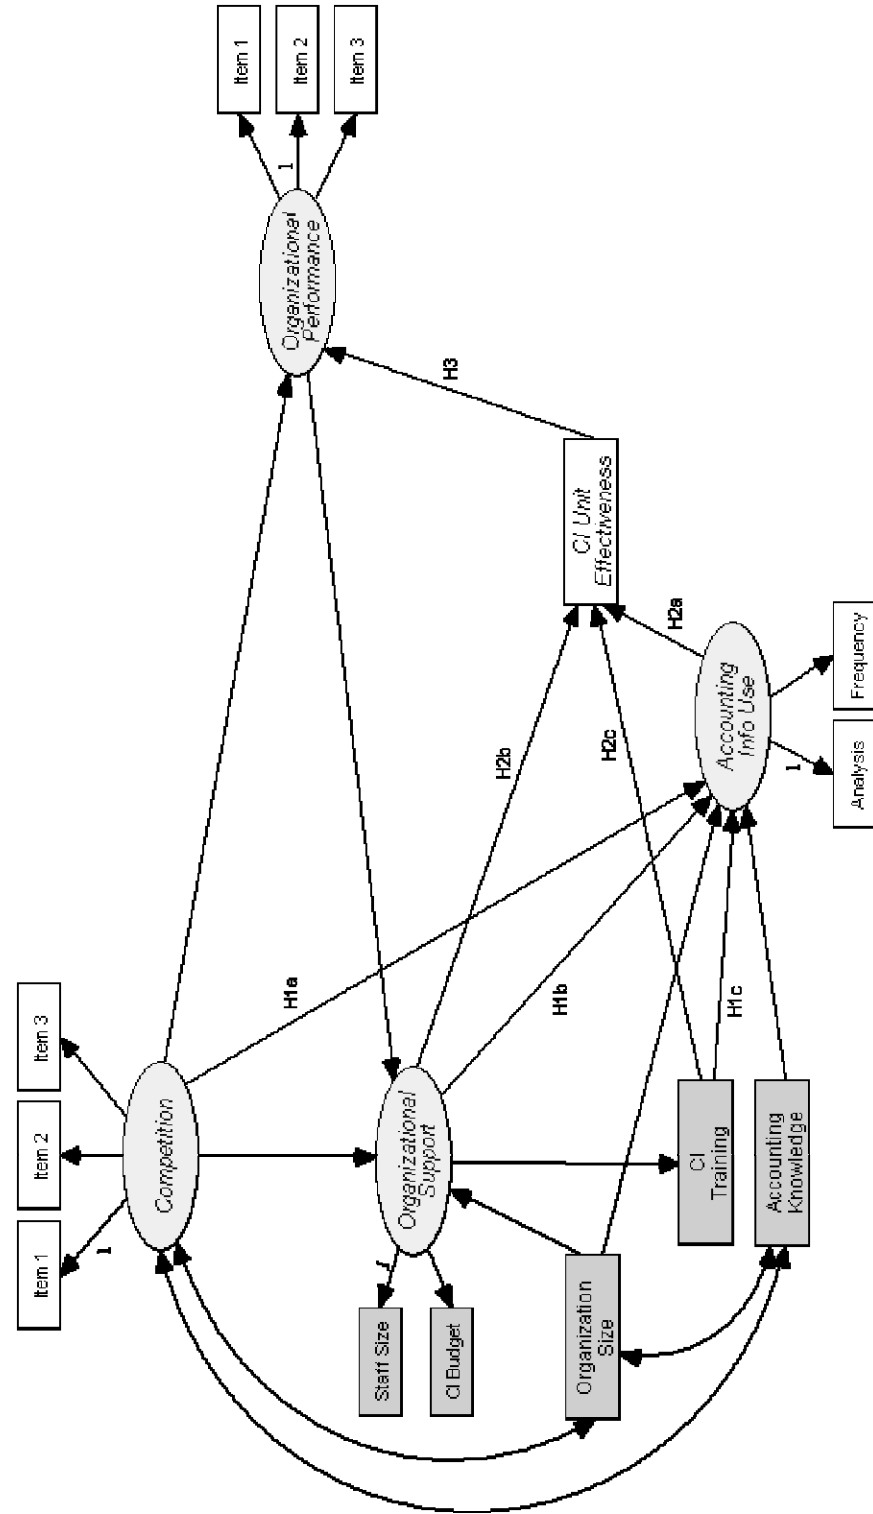 Item 1
Item 2
Item 3
1
Competition
Item 1
Item 2
Item 3
1
Organizational
Performance
H1a
Staff Size
CI Budget
1
Organizational
Support
H3
H2b
H1b
Organization
Size
CI Unit
Effectiveness
H2c
H2a
CI
Training
H1c
Accounting
Info Use
Accounting
Knowledge
1
Analysis
Frequency